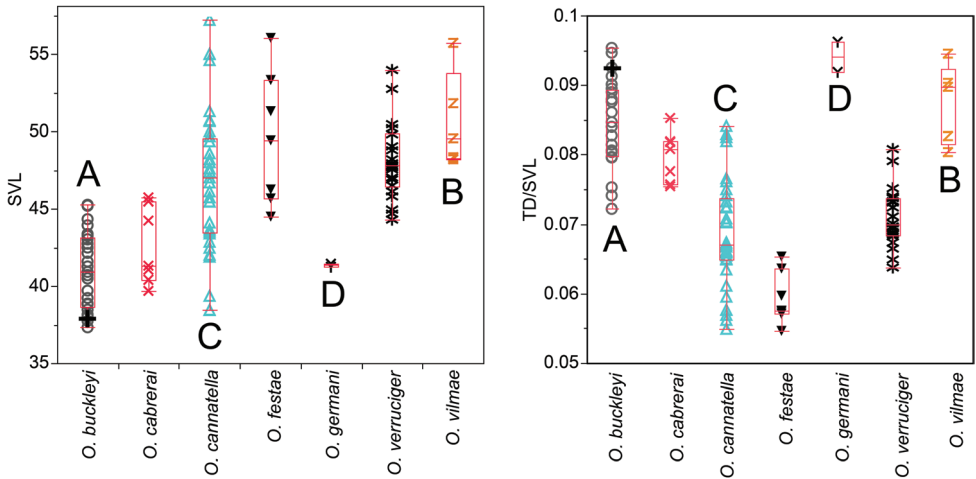 55
50
45
40
35
SVL
A
B
C
D
O. buckleyi
O. cabrerai
O. cannatella
O. festae
O. germani
O. verruciger
O. vilmae
0.1
0.09
0.08
0.07
0.06
0.05
TD/SVL
C
D
A
B
O. buckleyi
O. cabrerai
O. cannatella
O. festae
O. germani
O. verruciger
O. vilmae